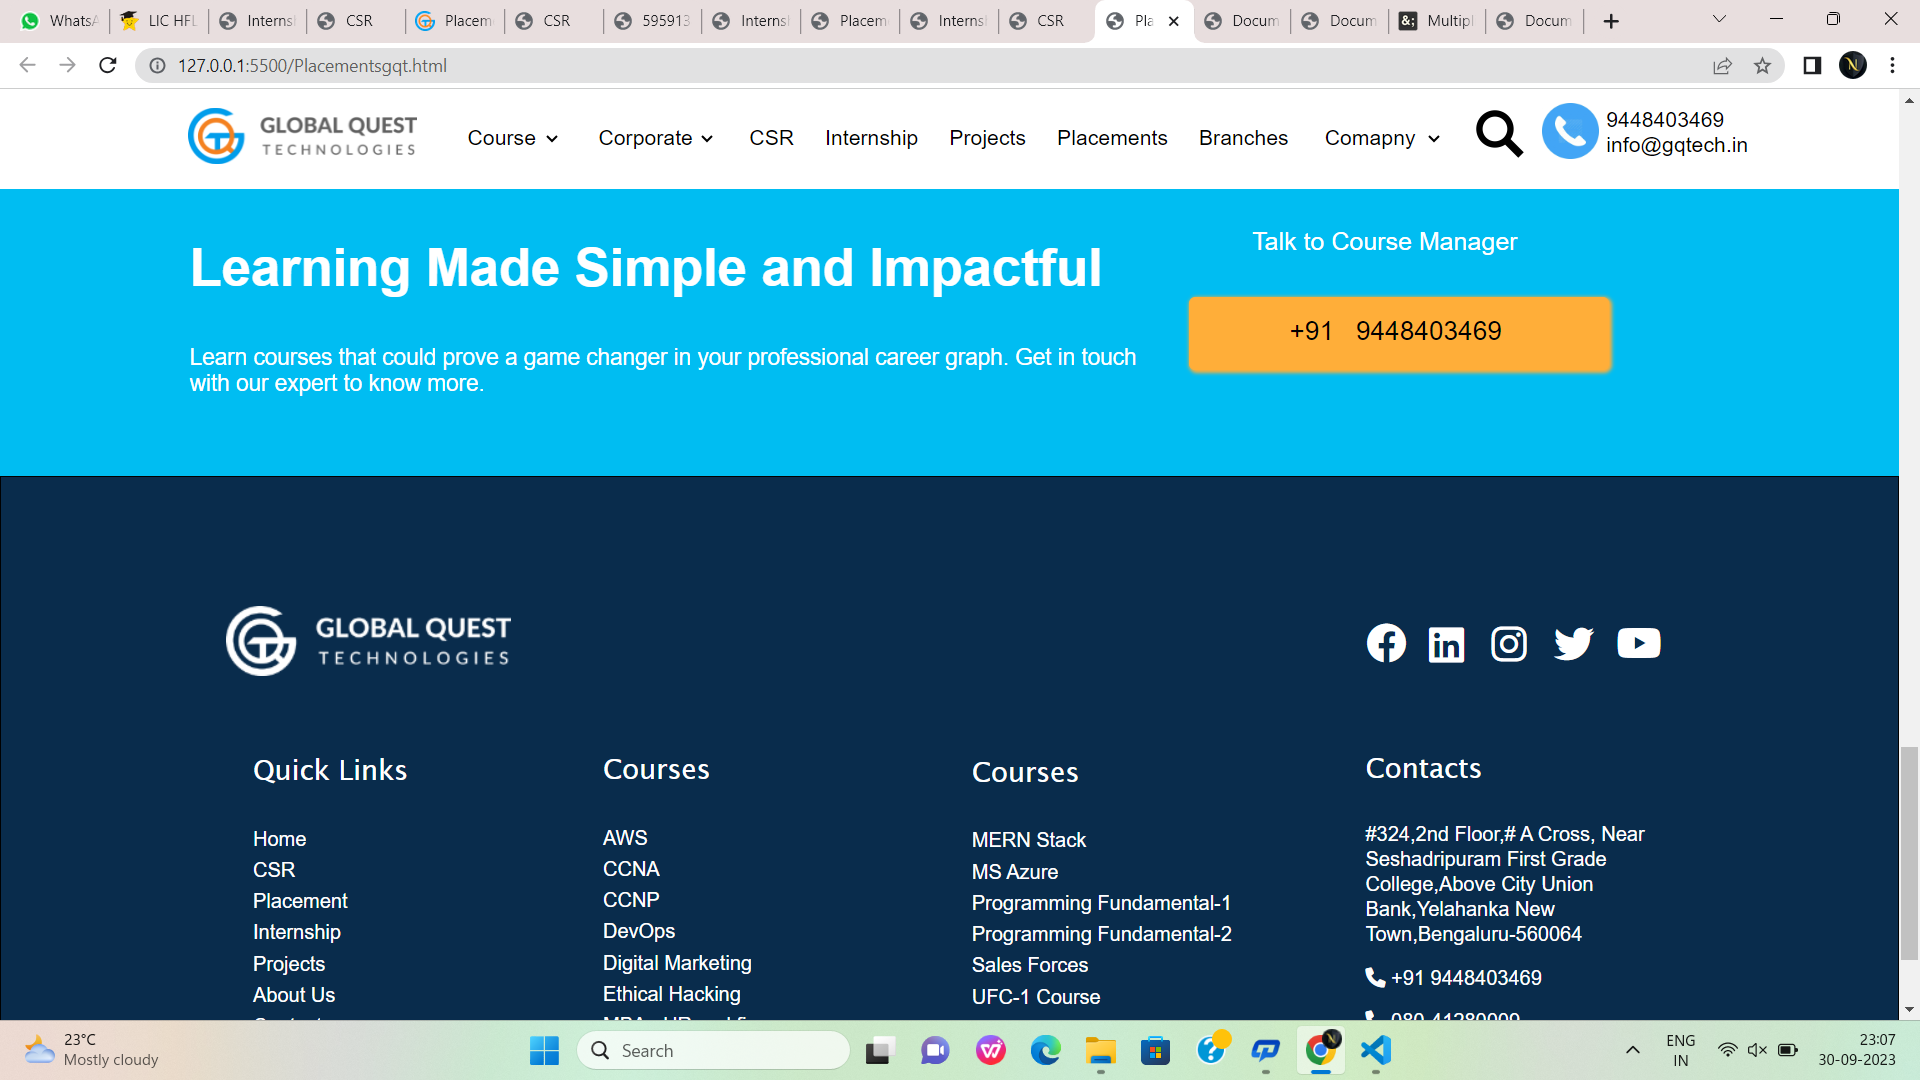 WhatsA
LIC HFL
Internsl
CSR
Placem
CSR
595913
Internsl
Placem
Internsl
CSR
Pla
Docum
Docum
&;
Multipl
Docum
127.0.0.1:5500/Placementsgqt.html
N
GLOBAL QUEST
TECHNOLOGIES
Course
Corporate
CSR
Internship
Projects
Placements
Branches
Comapny
9448403469
info@gqtech.in
Learning Made Simple and Impactful
Learn courses that could prove a game changer in your professional career graph. Get in touch
with our expert to know more.
Talk to Course Manager
+91 9448403469
GLOBAL QUEST
TECHNOLOGIES
Quick Links
Home
CSR
Placement
Internship
Projects
About Us
Courses
AWS
CCNA
CCNP
DevOps
Digital Marketing
Ethical Hacking
Courses
MERN Stack
MS Azure
Programming Fundamental-1
Programming Fundamental-2
Sales Forces
UFC-1 Course
Contacts
#324,2nd Floor,# A Cross, Near
Seshadripuram First Grade
College,Above City Union
Bank,Yelahanka New
Town,Bengaluru-560064
+91 9448403469
23°C
Mostly cloudy
Search
ENG
IN
23:07
30-09-2023